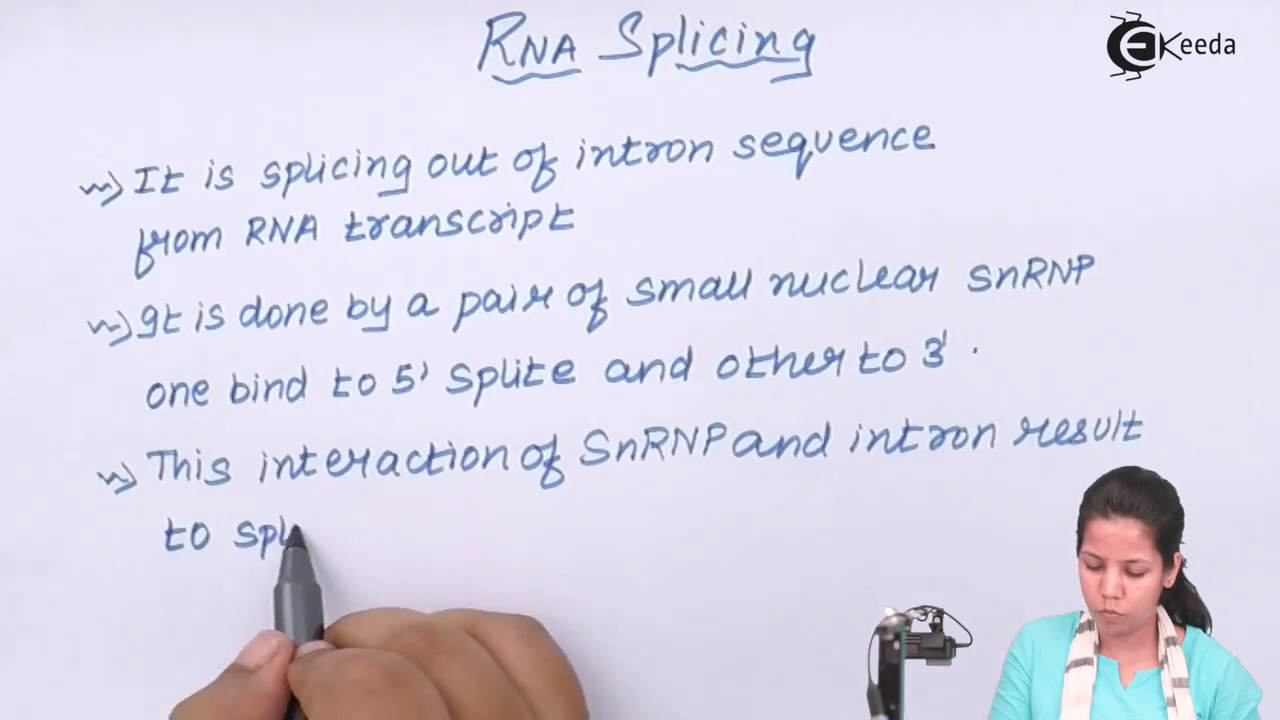 RNA Splicing
EKeeda
It is splicing out of intron sequence
from RNA transcript
It is done by a pair of small nuclear snRNP
one bind to 5' splite and other to 3'.
This interaction of SnRNP and intron result
to spl